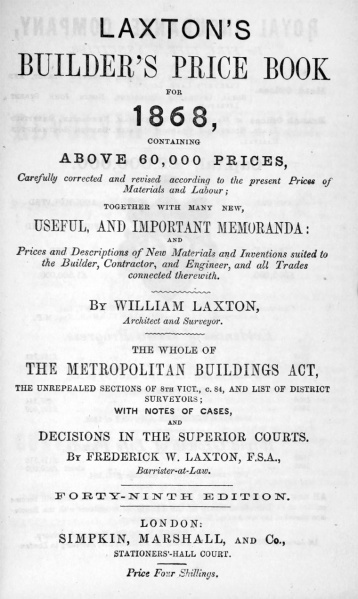 LAXTON'S
BUILDER'S PRICE BOOK
FOR
1868,
CONTAINING
ABOVE 60,000 PRICES,
Carefully corrected and revised according to the present Prices of
Materials and Labour;
TOGETHER WITH MANY NEW,
USEFUL, AND IMPORTANT MEMORANDA:
AND
Prices and Descriptions of New Materials and Inventions suited to
the Builder, Contractor, and Engineer, and all Trades
connected therewith.
BY WILLIAM LAXTON,
Architect and Surveyor.
THE WHOLE OF
THE METROPOLITAN BUILDINGS ACT,
THE UNREPEALED SECTIONS OF 8TH VICT., c. 84, AND LIST OF DISTRICT
SURVEYORS;
WITH NOTES OF CASES,
AND
DECISIONS IN THE SUPERIOR COURTS.
BY FREDERICK W. LAXTON, F.S.A.,
Barrister-at-Law.
FORTY-NINTH EDITION.
LONDON:
SIMPKIN, MARSHALL, AND Co.,
STATIONERS'-HALL COURT.
Price Four Shillings.